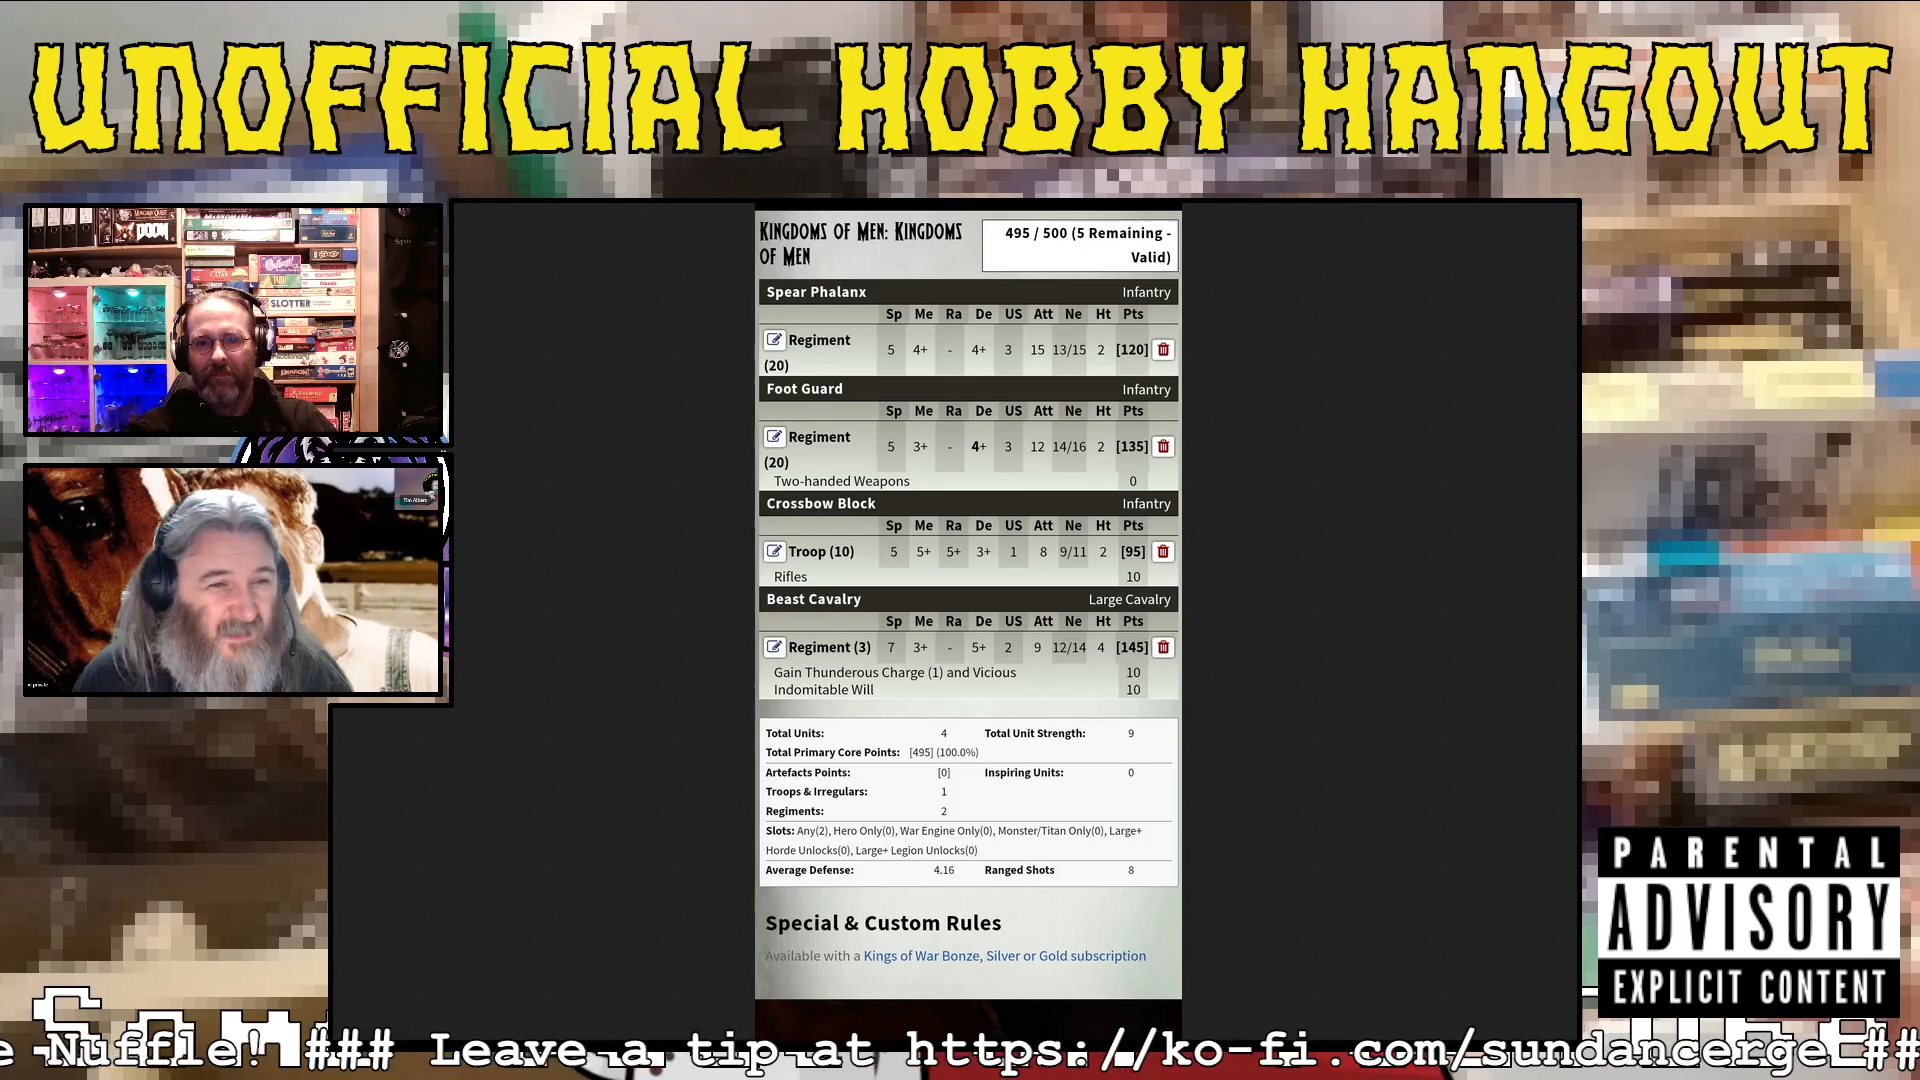 UNOFFICIAL HOBBY HANGOUT
DOOM
CATAN
SLOTTER
Tim Albers
KINGDOMS OF MEN: KINGDOMS
OF MEN
495 / 500 (5 Remaining -
Valid)
Spear Phalanx Infantry
Sp Me Ra De US Att Ne Ht Pts
Regiment
(20) 5 4+ - 4+ 3 15 13/15 2 [120]
Foot Guard Infantry
Sp Me Ra De US Att Ne Ht Pts
Regiment
(20) 5 3+ - 4+ 3 12 14/16 2 [135]
Two-handed Weapons 0
Crossbow Block Infantry
Sp Me Ra De US Att Ne Ht Pts
Troop (10) 5 5+ 5+ 3+ 1 8 9/11 2 [95]
Rifles 10
Beast Cavalry Large Cavalry
Sp Me Ra De US Att Ne Ht Pts
Regiment (3) 7 3+ - 5+ 2 9 12/14 4 [145]
Gain Thunderous Charge (1) and Vicious 10
Indomitable Will 10
Total Units: 4 Total Unit Strength: 9
Total Primary Core Points: [495] (100.0%)
Artefacts Points: [0] Inspiring Units: 0
Troops & Irregulars: 1
Regiments: 2
Slots: Any(2), Hero Only(0), War Engine Only(0), Monster/Titan Only(0), Large+
Horde Unlocks(0), Large+ Legion Unlocks(0)
Average Defense: 4.16 Ranged Shots 8
Special & Custom Rules
Available with a Kings of War Bonze, Silver or Gold subscription
PARENTAL
ADVISORY
EXPLICIT CONTENT
e Nuffle! ### Leave a tip at https://ko-fi.com/sundancerge ##